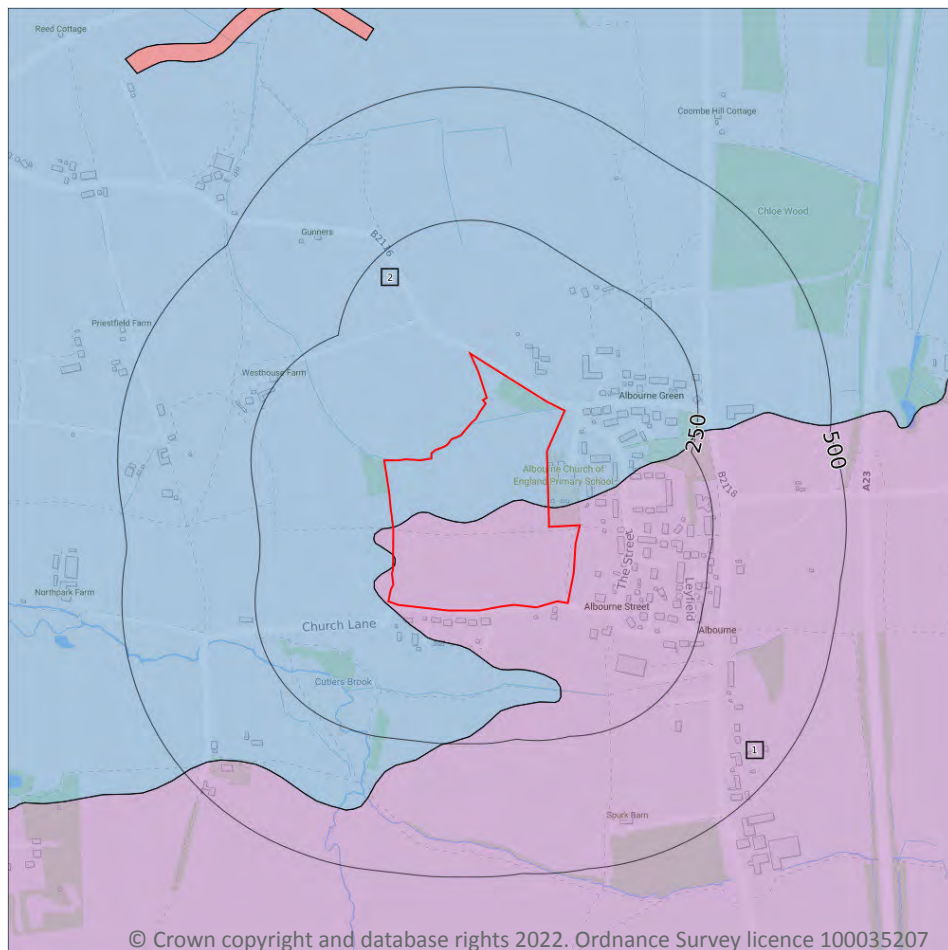 Reed Cottage
Coombe Hill Cottage
Chloe Wood
Gunners
B2116
2
Priestfield Farm
Westhouse Farm
Albourne Green
250
500
Albourne Church of
England Primary School
B2118
A23
The Street
Leyfield
Northpark Farm
Albourne Street
Church Lane
Albourne
Cutlers Brook
1
Spurk Barn
© Crown copyright and database rights 2022. Ordnance Survey licence 100035207